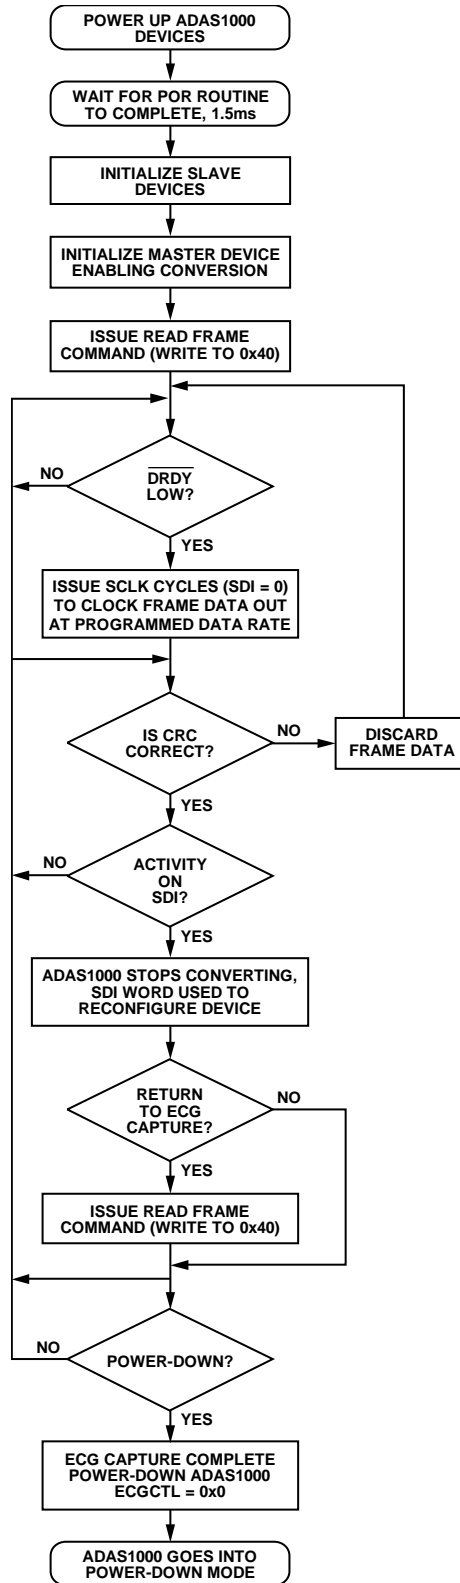 POWER UP ADAS1000
DEVICES
WAIT FOR POR ROUTINE
TO COMPLETE, 1.5ms
INITIALIZE SLAVE
DEVICES
INITIALIZE MASTER DEVICE
ENABLING CONVERSION
ISSUE READ FRAME
COMMAND (WRITE TO 0x40)
NO
DRDY
LOW?
YES
ISSUE SCLK CYCLES (SDI = 0)
TO CLOCK FRAME DATA OUT
AT PROGRAMMED DATA RATE
IS CRC
CORRECT?
NO
DISCARD
FRAME DATA
YES
NO
ACTIVITY
ON
SDI?
YES
ADAS1000 STOPS CONVERTING,
SDI WORD USED TO
RECONFIGURE DEVICE
RETURN
TO ECG
CAPTURE?
NO
YES
ISSUE READ FRAME
COMMAND (WRITE TO 0x40)
NO
POWER-DOWN?
YES
ECG CAPTURE COMPLETE
POWER-DOWN ADAS1000
ECGCTL = 0x0
ADAS1000 GOES INTO
POWER-DOWN MODE